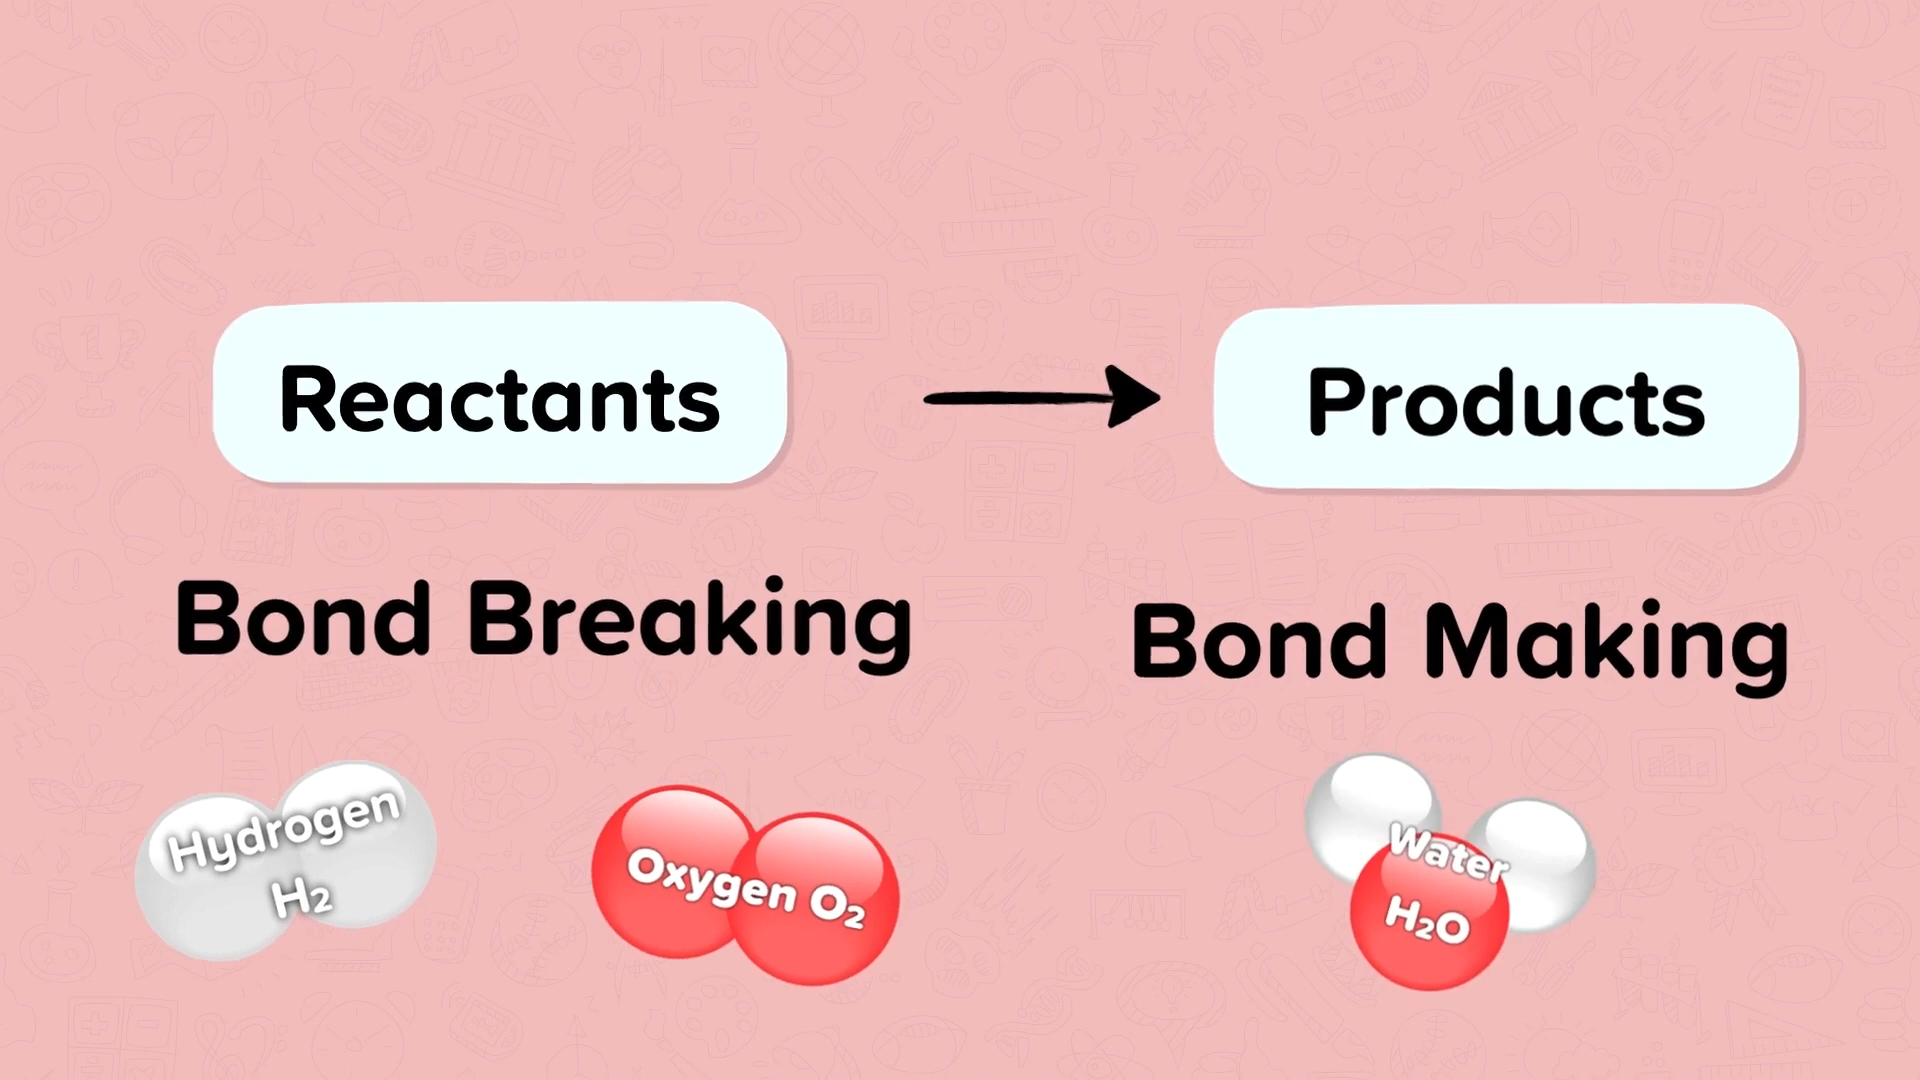 Reactants
Products
Bond Breaking
Bond Making
Hydrogen
H₂
Oxygen O₂
Water
H₂O